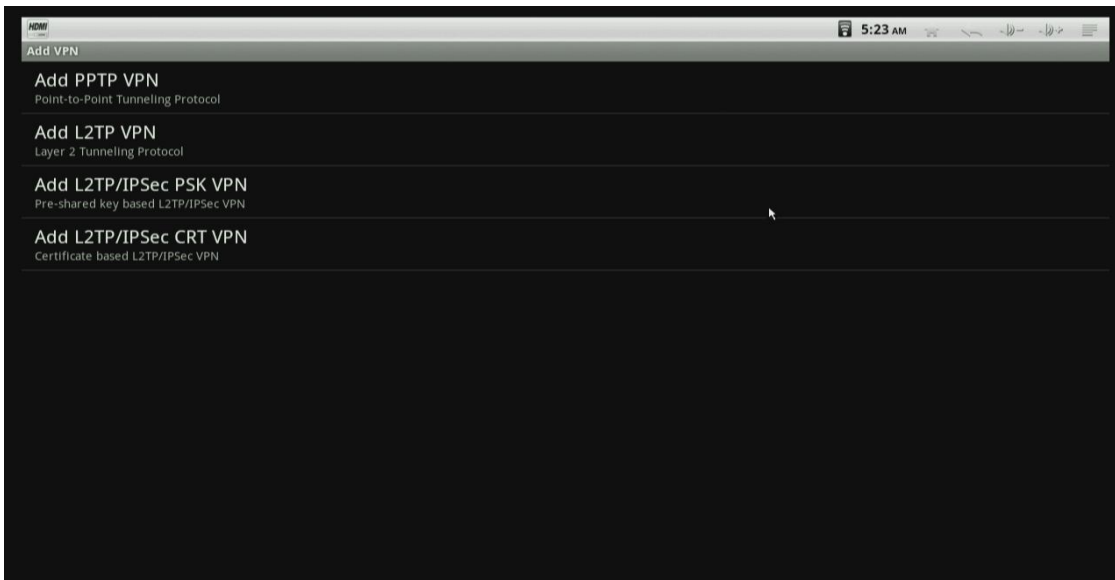 HDMI
5:23 AM
Add VPN
Add PPTP VPN
Point-to-Point Tunneling Protocol
Add L2TP VPN
Layer 2 Tunneling Protocol
Add L2TP/IPSec PSK VPN
Pre-shared key based L2TP/IPSec VPN
Add L2TP/IPSec CRT VPN
Certificate based L2TP/IPSec VPN